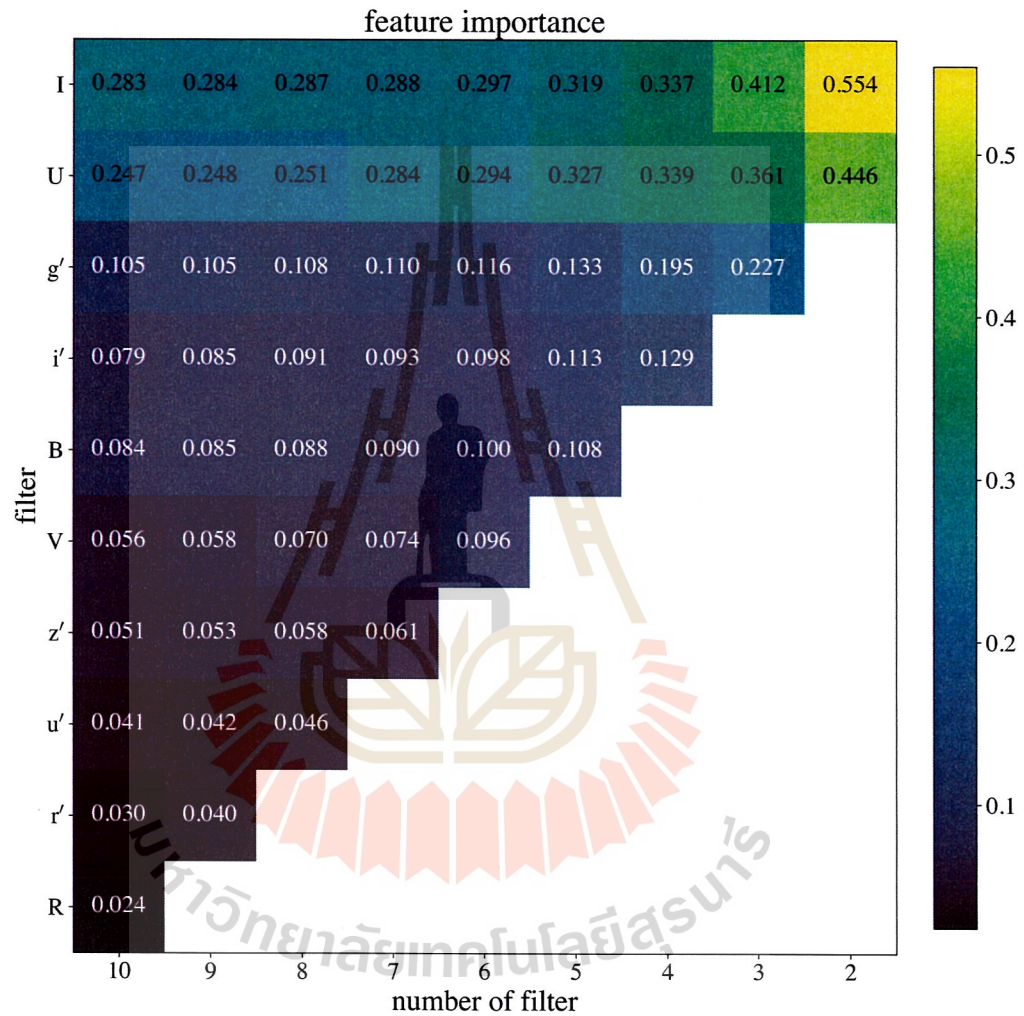 feature importance
I 0.283 0.284 0.287 0.288 0.297 0.319 0.337 0.412 0.554
U 0.247 0.248 0.251 0.284 0.294 0.327 0.339 0.361 0.446
g′ 0.105 0.105 0.108 0.110 0.116 0.133 0.195 0.227
i′ 0.079 0.085 0.091 0.093 0.098 0.113 0.129
B 0.084 0.085 0.088 0.090 0.100 0.108
V 0.056 0.058 0.070 0.074 0.096
z′ 0.051 0.053 0.058 0.061
u′ 0.041 0.042 0.046
r′ 0.030 0.040
R 0.024
filter
10 9 8 7 6 5 4 3 2
number of filter
0.5
0.4
0.3
0.2
0.1
มหาวิทยาลัยเทคโนโลยีสุรนารี